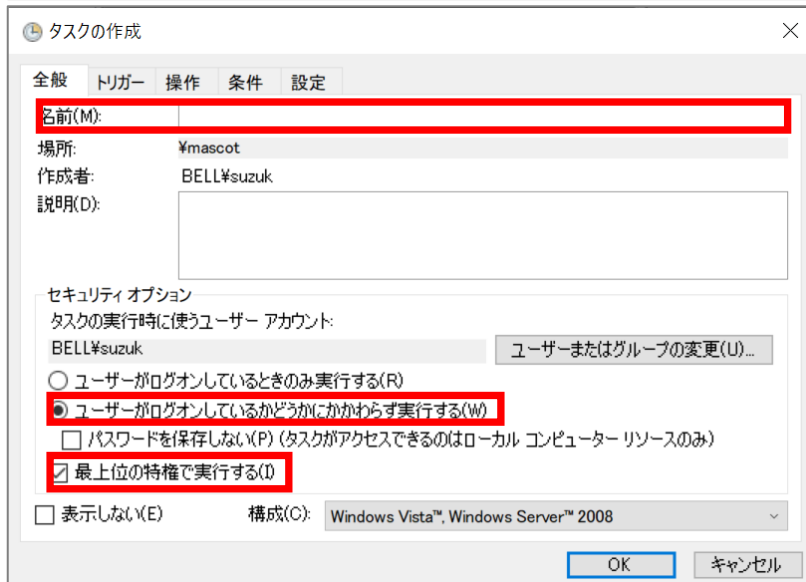 タスクの作成
全般 トリガー 操作 条件 設定
名前(M):
場所: ¥mascot
作成者: BELL¥suzuk
説明(D):
セキュリティ オプション
タスクの実行時に使うユーザー アカウント:
BELL¥suzuk ユーザーまたはグループの変更(U)...
ユーザーがログオンしているときのみ実行する(R)
ユーザーがログオンしているかどうかにかかわらず実行する(W)
パスワードを保存しない(P) (タスクがアクセスできるのはローカル コンピューター リソースのみ)
最上位の特権で実行する(I)
表示しない(E) 構成(C): Windows Vista™, Windows Server™ 2008
OK キャンセル